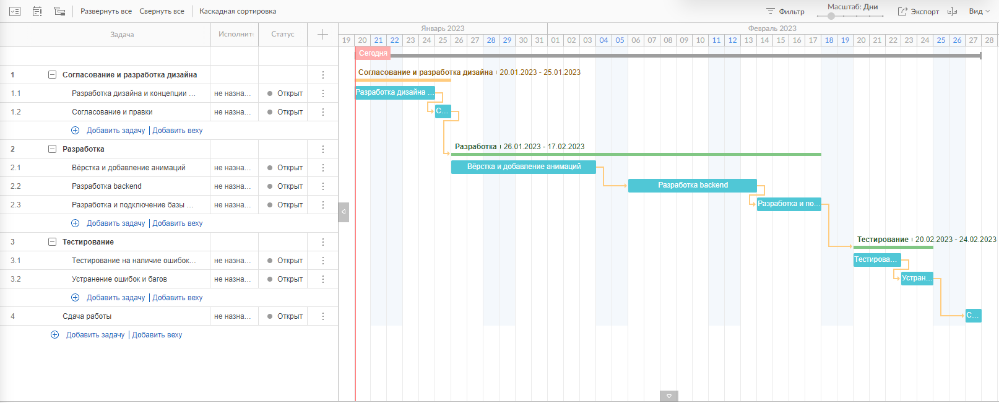 Развернуть все Свернуть все Каскадная сортировка Фильтр Масштаб: Дни Экспорт Вид
Задача Исполнит Статус Январь 2023 Февраль 2023
19 20 21 22 23 24 25 26 27 28 29 30 31 01 02 03 04 05 06 07 08 09 10 11 12 13 14 15 16 17 18 19 20 21 22 23 24 25 26 27 28
Сегодня
1 Согласование и разработка дизайна Согласование и разработка дизайна 20.01.2023 - 25.01.2023
1.1 Разработка дизайна и концепции ... не назна... Открыт Разработка дизайна ...
1.2 Согласование и правки не назна... Открыт С...
Добавить задачу | Добавить веху
2 Разработка Разработка 26.01.2023 - 17.02.2023
2.1 Вёрстка и добавление анимаций не назна... Открыт Вёрстка и добавление анимаций
2.2 Разработка backend не назна... Открыт Разработка backend
2.3 Разработка и подключение базы ... не назна... Открыт Разработка и по...
Добавить задачу | Добавить веху
3 Тестирование Тестирование 20.02.2023 - 24.02.2023
3.1 Тестирование на наличие ошибок... не назна... Открыт Тестирова...
3.2 Устранение ошибок и багов не назна... Открыт Устран...
Добавить задачу | Добавить веху
4 Сдача работы не назна... Открыт С...
Добавить задачу | Добавить веху